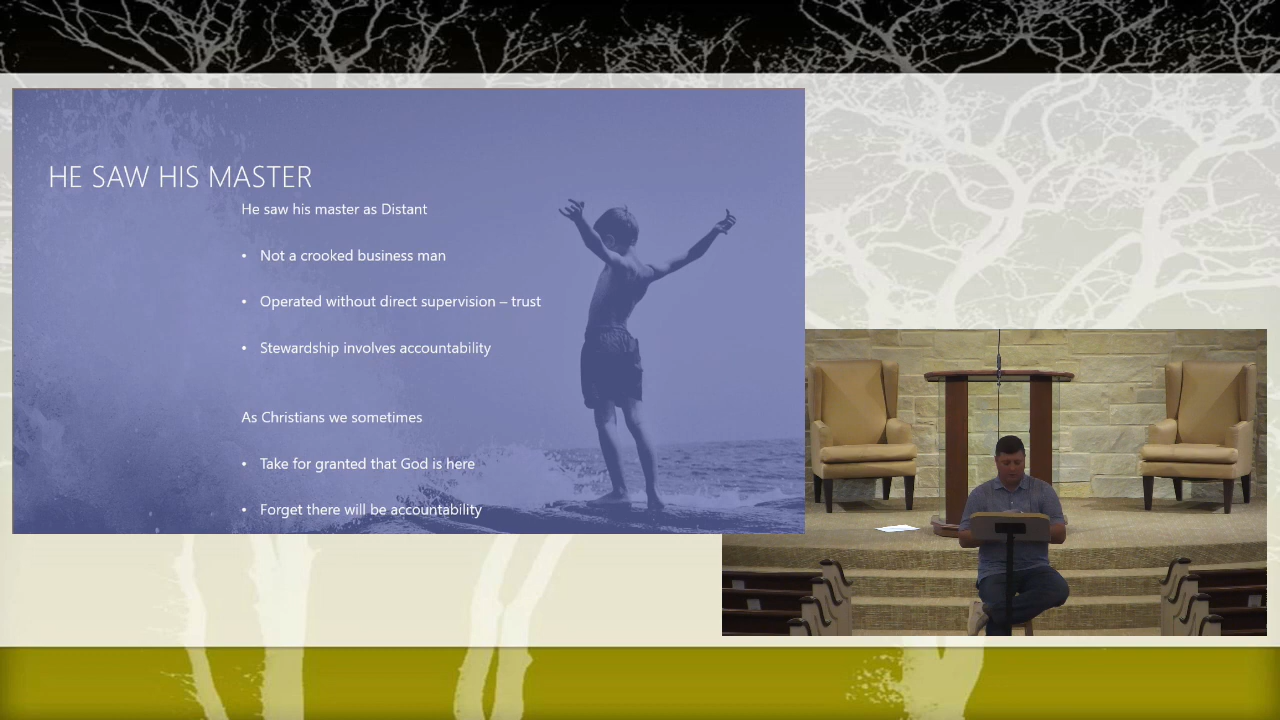 HE SAW HIS MASTER
He saw his master as Distant
• Not a crooked business man
• Operated without direct supervision – trust
• Stewardship involves accountability
As Christians we sometimes
• Take for granted that God is here
• Forget there will be accountability